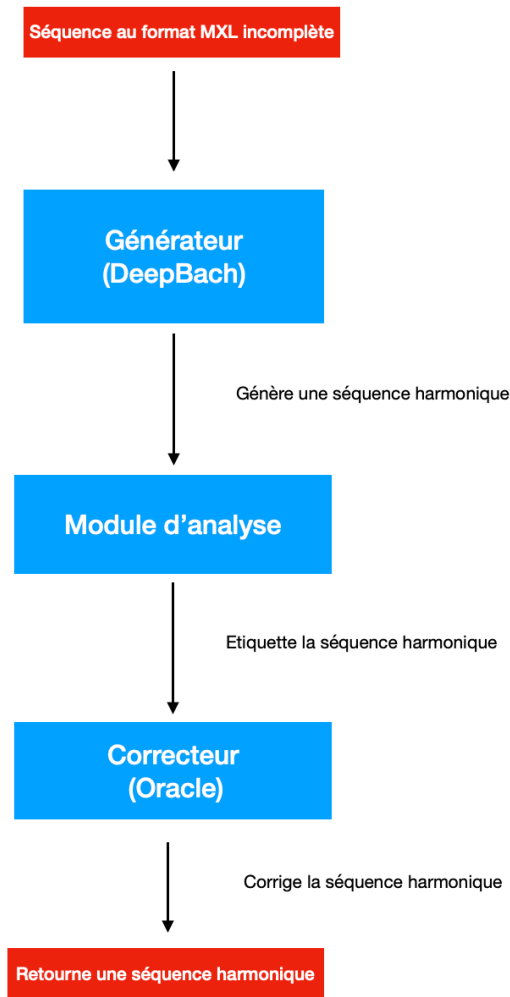 Séquence au format MXL incomplète
Générateur
(DeepBach)
Génère une séquence harmonique
Module d'analyse
Etiquette la séquence harmonique
Correcteur
(Oracle)
Corrige la séquence harmonique
Retourne une séquence harmonique